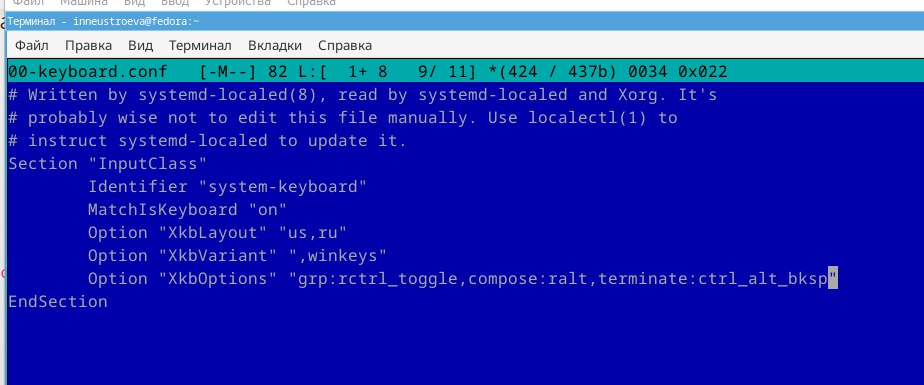 Файл Машина Вид Ввод Устройства Справка
Терминал - inneustroeva@fedora:~
Файл Правка Вид Терминал Вкладки Справка
00-keyboard.conf [-M--] 82 L:[ 1+ 8 9/ 11] *(424 / 437b) 0034 0x022
# Written by systemd-localed(8), read by systemd-localed and Xorg. It's
# probably wise not to edit this file manually. Use localectl(1) to
# instruct systemd-localed to update it.
Section "InputClass"
Identifier "system-keyboard"
MatchIsKeyboard "on"
Option "XkbLayout" "us,ru"
Option "XkbVariant" ",winkeys"
Option "XkbOptions" "grp:rctrl_toggle,compose:ralt,terminate:ctrl_alt_bksp"
EndSection